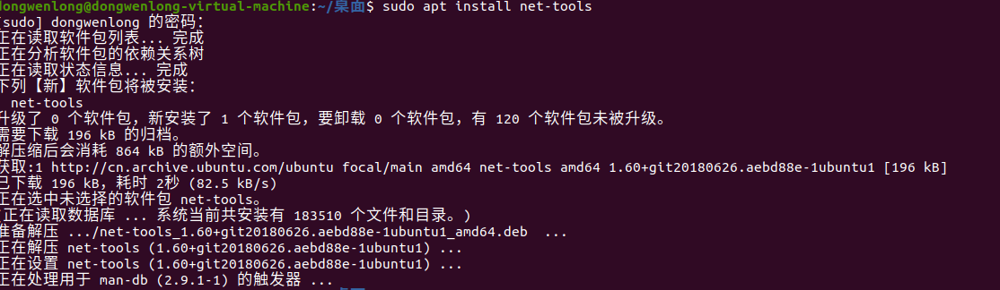 dongwenlong@dongwenlong-virtual-machine:~/桌面$ sudo apt install net-tools
[sudo] dongwenlong 的密码：
正在读取软件包列表... 完成
正在分析软件包的依赖关系树
正在读取状态信息... 完成
下列【新】软件包将被安装：
net-tools
升级了 0 个软件包，新安装了 1 个软件包，要卸载 0 个软件包，有 120 个软件包未被升级。
需要下载 196 kB 的归档。
解压缩后会消耗 864 kB 的额外空间。
获取:1 http://cn.archive.ubuntu.com/ubuntu focal/main amd64 net-tools amd64 1.60+git20180626.aebd88e-1ubuntu1 [196 kB]
已下载 196 kB，耗时 2秒 (82.5 kB/s)
正在选中未选择的软件包 net-tools。
(正在读取数据库 ... 系统当前共安装有 183510 个文件和目录。)
准备解压 .../net-tools_1.60+git20180626.aebd88e-1ubuntu1_amd64.deb ...
正在解压 net-tools (1.60+git20180626.aebd88e-1ubuntu1) ...
正在设置 net-tools (1.60+git20180626.aebd88e-1ubuntu1) ...
正在处理用于 man-db (2.9.1-1) 的触发器 ...